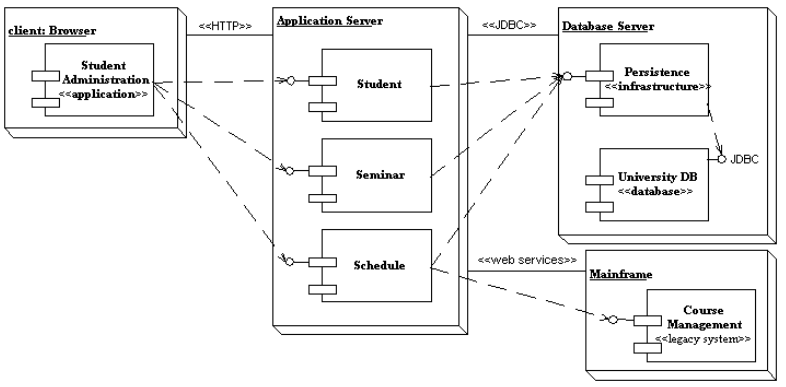 client: Browser
Student
Administration
<<application>>
<<HTTP>>
Application Server
Student
Seminar
Schedule
<<JDBC>>
Database Server
Persistence
<<infrastructure>>
JDBC
University DB
<<database>>
<<web services>>
Mainframe
Course
Management
<<legacy system>>